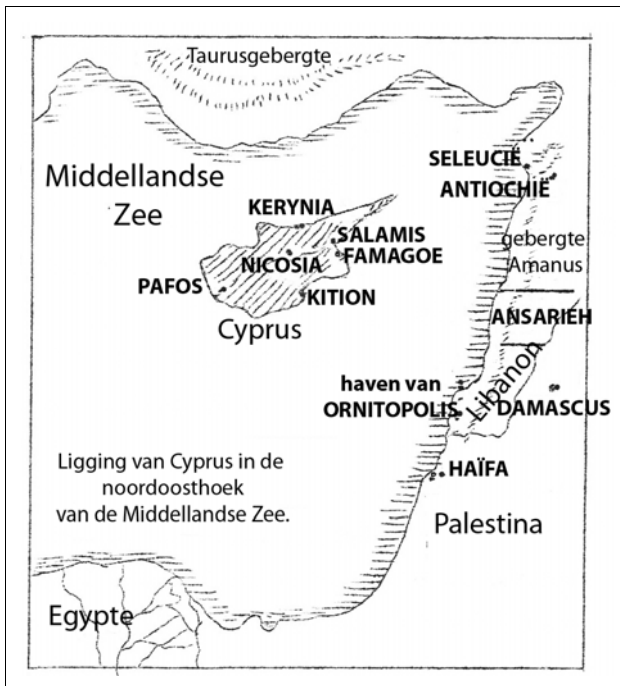 Taurusgebergte
Middellandse
Zee
SELEUCIË
ANTIOCHIË
KERYNIA
SALAMIS
FAMAGOE
NICOSIA
PAFOS
KITION
Cyprus
gebergte
Amanus
ANSARIEH
Libanon
haven van
ORNITOPOLIS
DAMASCUS
HAÏFA
Ligging van Cyprus in de
noordoosthoek
van de Middellandse Zee.
Palestina
Egypte